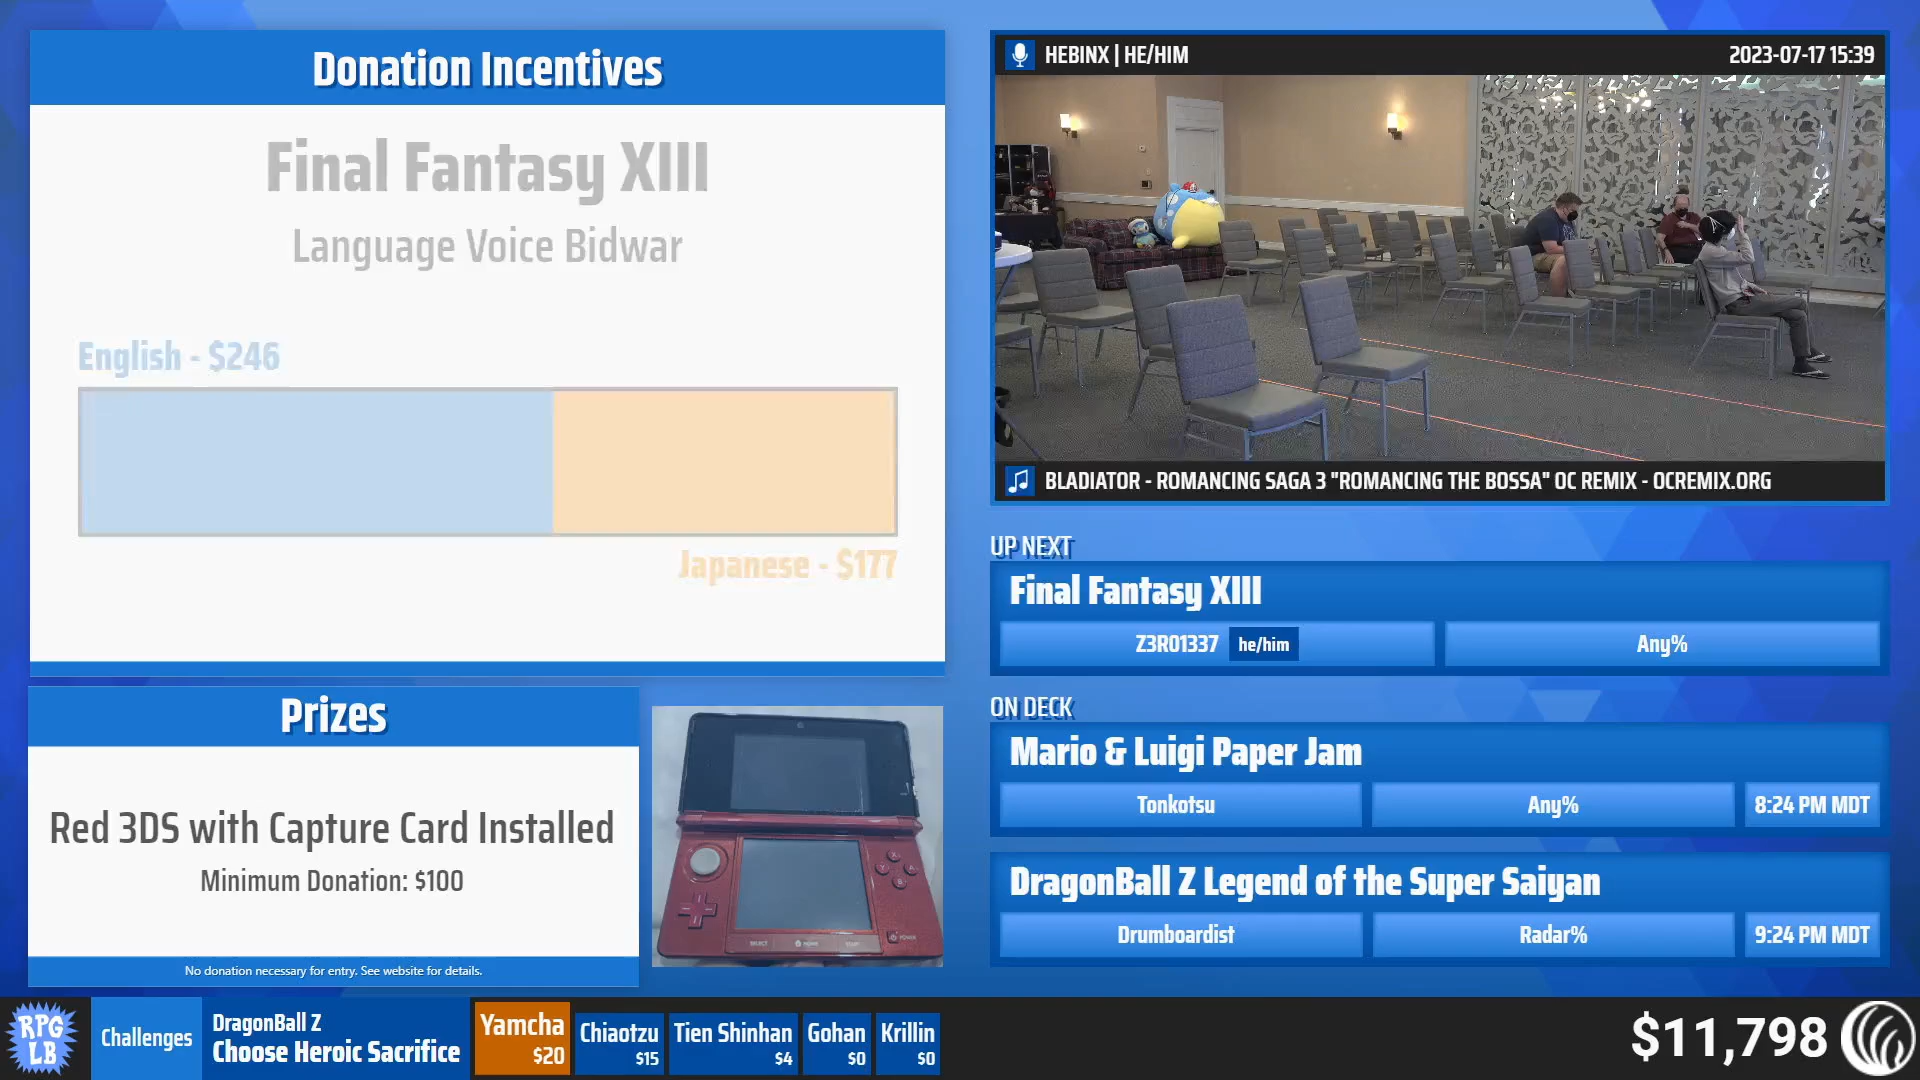 Donation Incentives
Final Fantasy XIII
Language Voice Bidwar
English - $246
Japanese - $177
Prizes
Red 3DS with Capture Card Installed
Minimum Donation: $100
No donation necessary for entry. See website for details.
SELECT HOME START POWER
HEBINX | HE/HIM
2023-07-17 15:39
BLADIATOR - ROMANCING SAGA 3 "ROMANCING THE BOSSA" OC REMIX - OCREMIX.ORG
UP NEXT
Final Fantasy XIII
Z3R01337 he/him
Any%
ON DECK
Mario & Luigi Paper Jam
Tonkotsu
Any%
8:24 PM MDT
DragonBall Z Legend of the Super Saiyan
Drumboardist
Radar%
9:24 PM MDT
RPG
LB
Challenges
DragonBall Z
Choose Heroic Sacrifice
Yamcha
$20
Chiaotzu
$15
Tien Shinhan
$4
Gohan
$0
Krillin
$0
$11,798